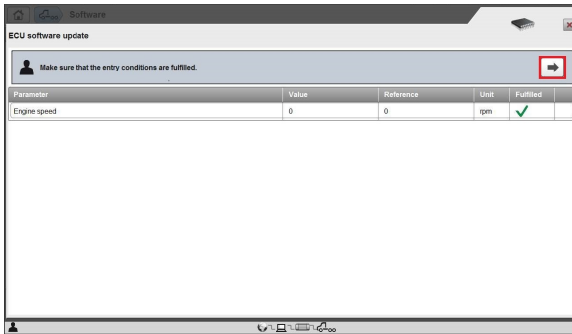 Software
ECU software update
Make sure that the entry conditions are fulfilled.
Parameter Value Reference Unit Fulfilled
Engine speed 0 0 rpm